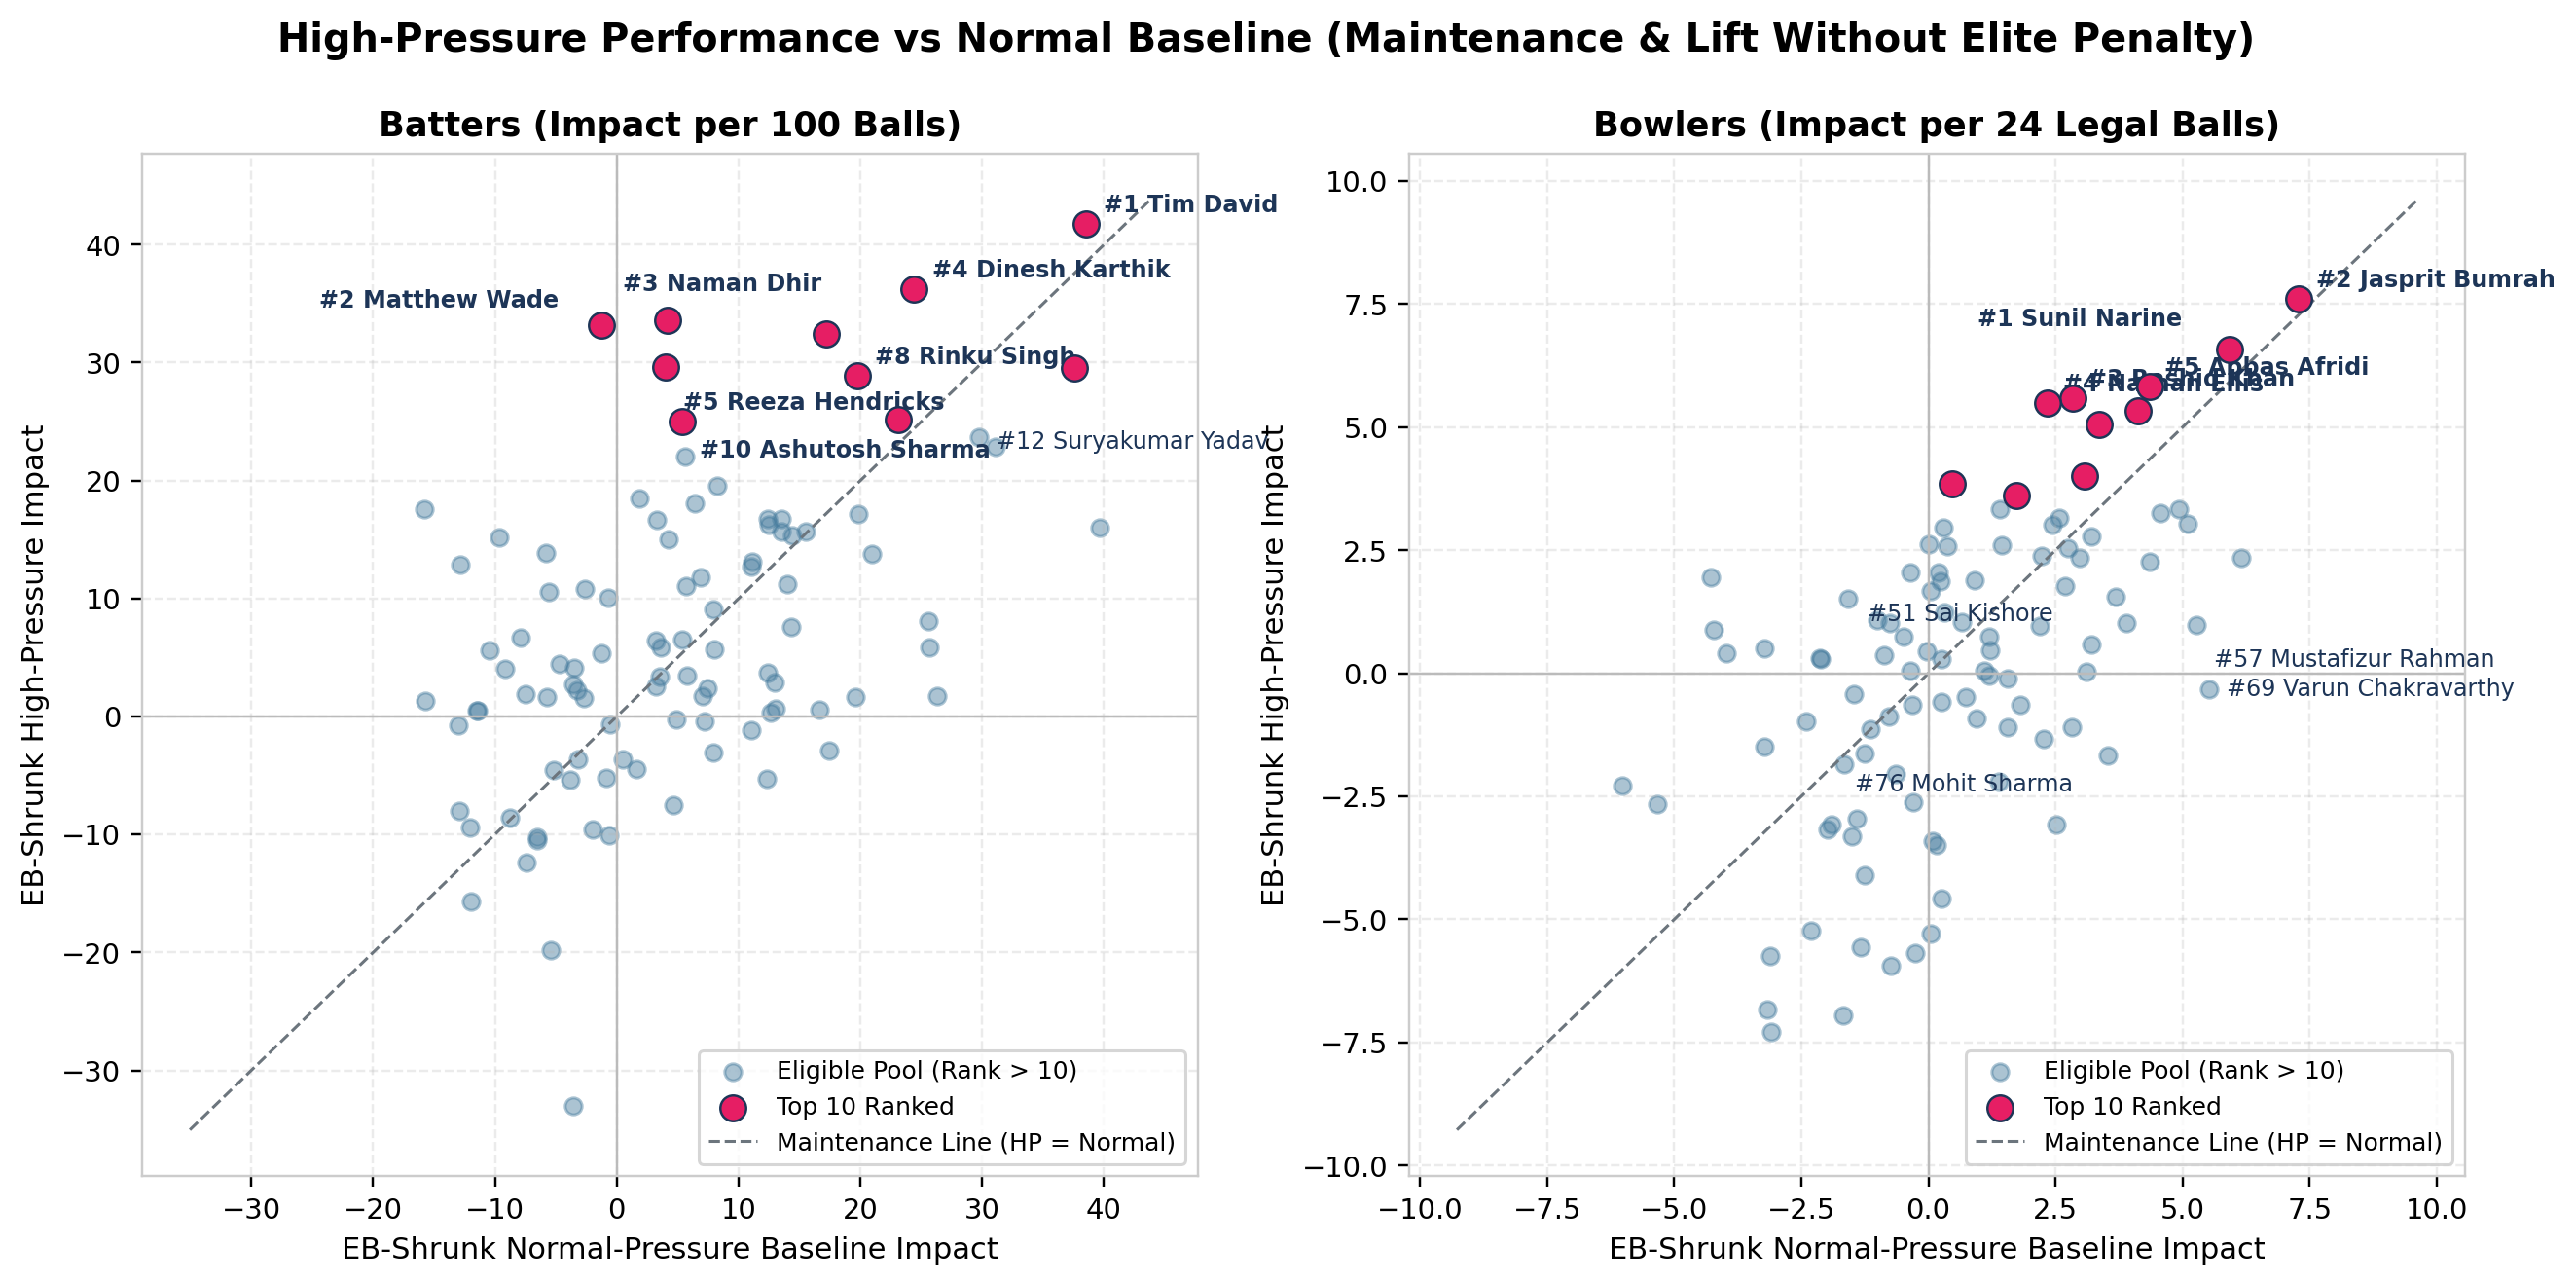 High-Pressure Performance vs Normal Baseline (Maintenance & Lift Without Elite Penalty)
Batters (Impact per 100 Balls)
EB-Shrunk High-Pressure Impact
40
30
20
10
0
−10
−20
−30
#1 Tim David
#4 Dinesh Karthik
#3 Naman Dhir
#2 Matthew Wade
#8 Rinku Singh
#5 Reeza Hendricks
#12 Suryakumar Yadav
#10 Ashutosh Sharma
Eligible Pool (Rank > 10)
Top 10 Ranked
Maintenance Line (HP = Normal)
−30
−20
−10
0
10
20
30
40
EB-Shrunk Normal-Pressure Baseline Impact
Bowlers (Impact per 24 Legal Balls)
EB-Shrunk High-Pressure Impact
10.0
7.5
5.0
2.5
0.0
−2.5
−5.0
−7.5
−10.0
#2 Jasprit Bumrah
#1 Sunil Narine
#5 Abbas Afridi
#3 Rashid Khan
#4 Nathan Ellis
#51 Sai Kishore
#57 Mustafizur Rahman
#69 Varun Chakravarthy
#76 Mohit Sharma
Eligible Pool (Rank > 10)
Top 10 Ranked
Maintenance Line (HP = Normal)
−10.0
−7.5
−5.0
−2.5
0.0
2.5
5.0
7.5
10.0
EB-Shrunk Normal-Pressure Baseline Impact